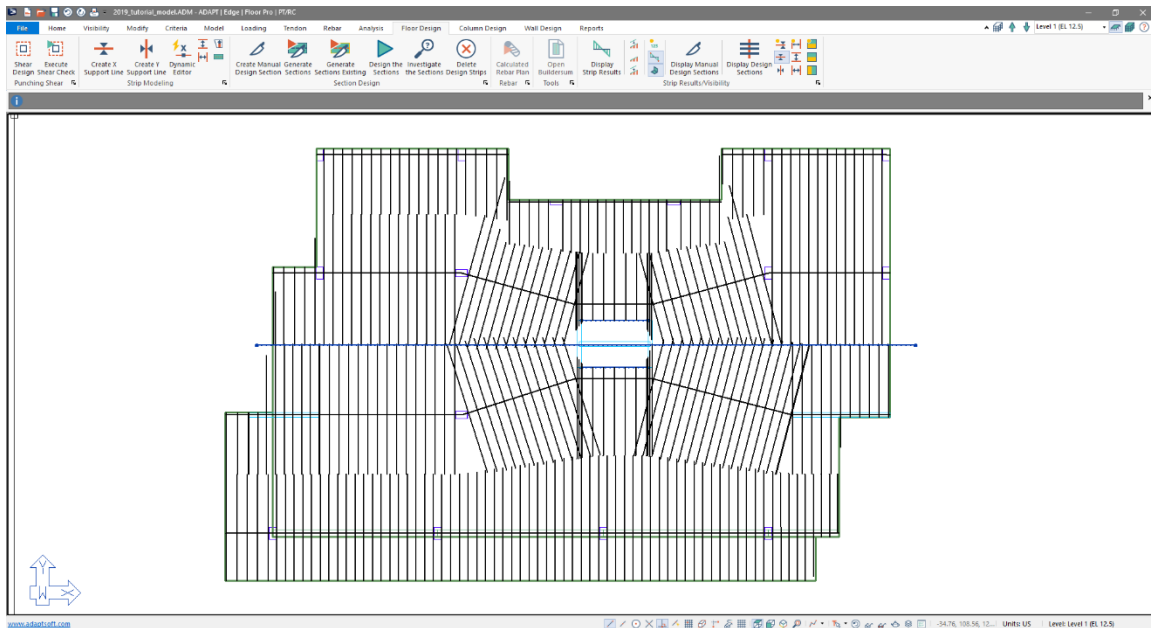 2019_tutorial_model.ADM - ADAPT | Edge | Floor Pro | PT/RC
File Home Visibility Modify Criteria Model Loading Tendon Rebar Analysis Floor Design Column Design Wall Design Reports Level 1 (EL 12.5)
Shear Execute Create X Create Y Dynamic Create Manual Generate Generate Design the Investigate Delete Calculated Open Display Display Manual Display Design
Design Shear Check Support Line Support Line Editor Design Section Sections Sections Existing Sections the Sections Design Strips Rebar Plan Buildersum Strip Results Design Sections Sections
Punching Shear Strip Modeling Section Design Rebar Tools Strip Results/Visibility
Y
W X
www.adaptsoft.com -54.76, 108.56, 12... Units: US Level: Level 1 (EL 12.5)